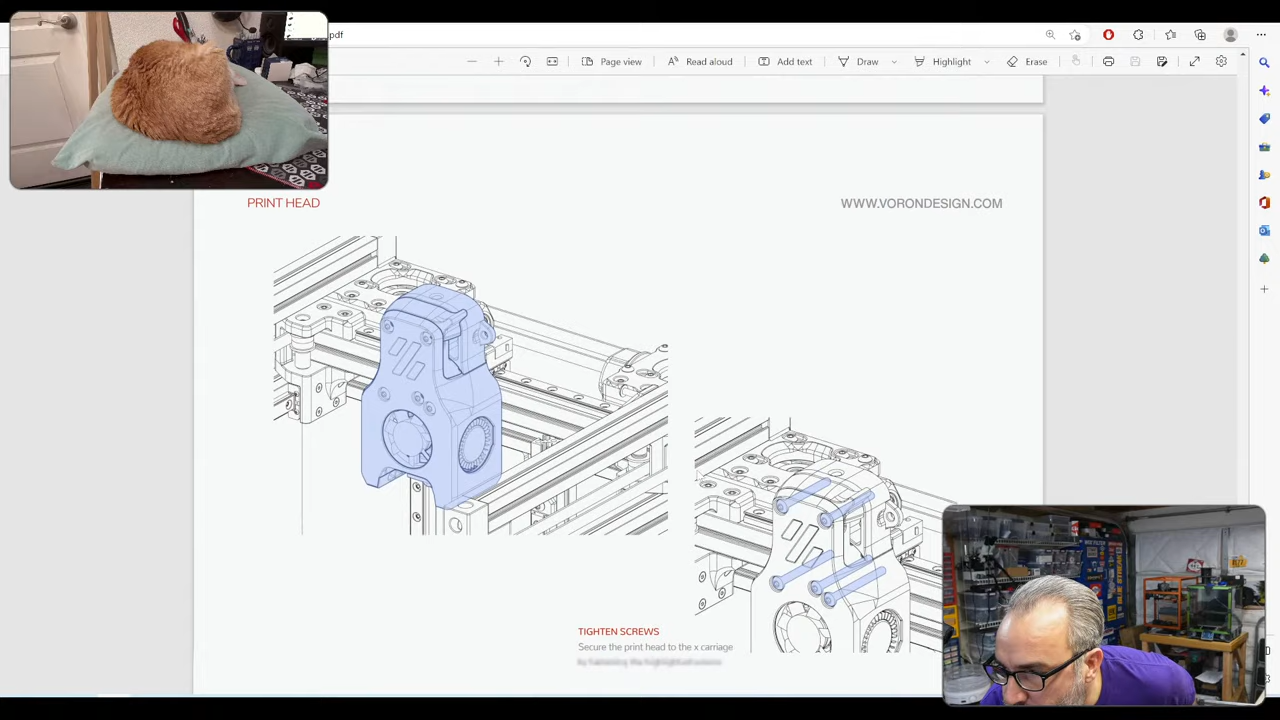 pdf
Page view
Read aloud
Add text
Draw
Highlight
Erase
PRINT HEAD
WWW.VORONDESIGN.COM
TIGHTEN SCREWS
Secure the print head to the x carriage